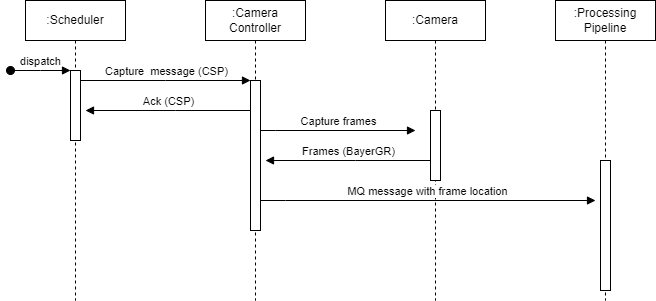 :Scheduler
:Camera
Controller
:Camera
:Processing
Pipeline
dispatch
Capture message (CSP)
Ack (CSP)
Capture frames
Frames (BayerGR)
MQ message with frame location